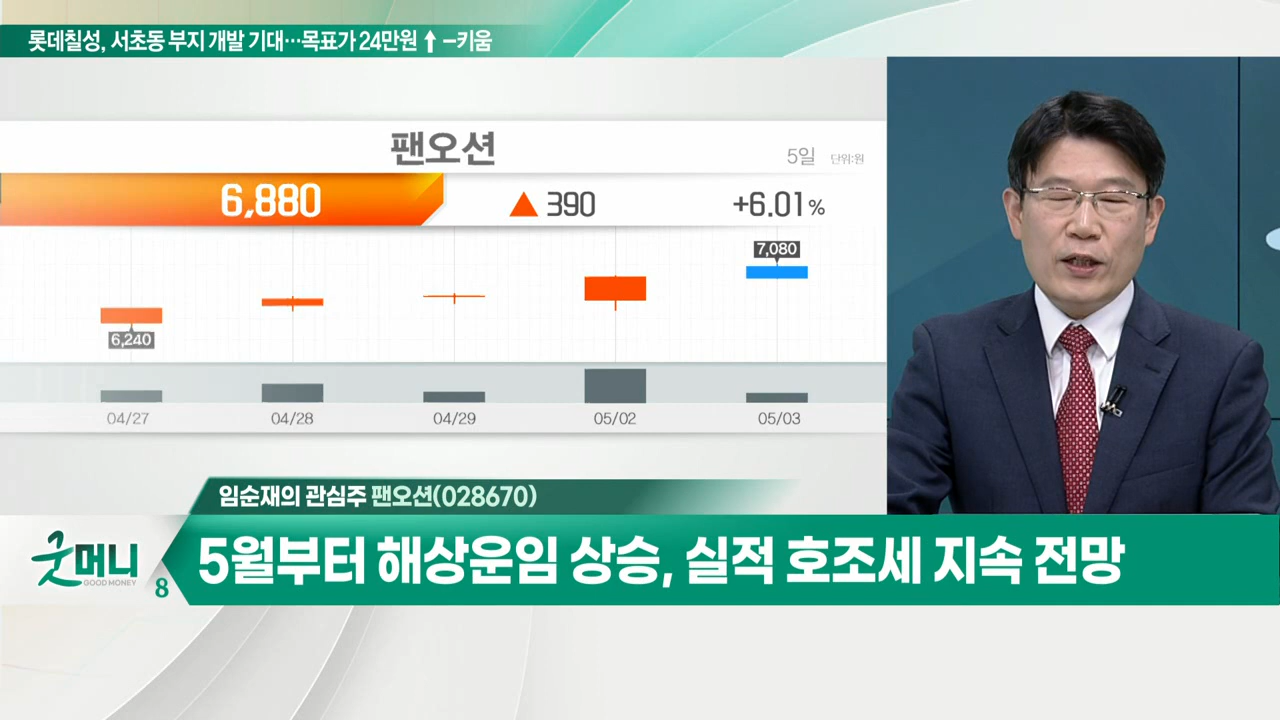 롯데칠성, 서초동 부지 개발 기대…목표가 24만원 ⬆ -키움
팬오션
5일 단위:원
6,880 ▲ 390 +6.01%
7,080
6,240
04/27 04/28 04/29 05/02 05/03
임순재의 관심주 팬오션(028670)
굿머니
GOOD MONEY
8
5월부터 해상운임 상승, 실적 호조세 지속 전망